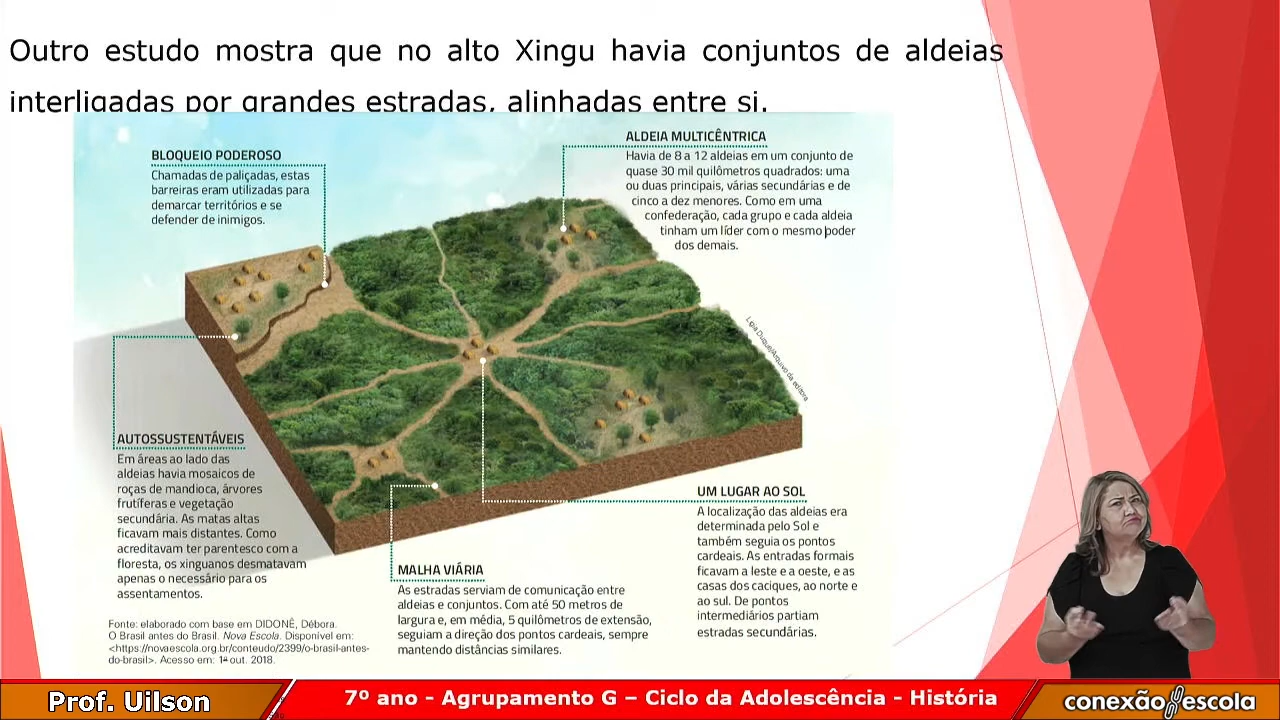 Outro estudo mostra que no alto Xingu havia conjuntos de aldeias
interligadas por grandes estradas, alinhadas entre si.
BLOQUEIO PODEROSO
Chamadas de paliçadas, estas
barreiras eram utilizadas para
demarcar territórios e se
defender de inimigos.
ALDEIA MULTICÊNTRICA
Havia de 8 a 12 aldeias em um conjunto de
quase 30 mil quilômetros quadrados: uma
ou duas principais, várias secundárias e de
cinco a dez menores. Como em uma
confederação, cada grupo e cada aldeia
tinham um líder com o mesmo poder
dos demais.
Ligia Duque/Arquivo da editora
AUTOSSUSTENTÁVEIS
Em áreas ao lado das
aldeias havia mosaicos de
roças de mandioca, árvores
frutíferas e vegetação
secundária. As matas altas
ficavam mais distantes. Como
acreditavam ter parentesco com a
floresta, os xinguanos desmatavam
apenas o necessário para os
assentamentos.
UM LUGAR AO SOL
A localização das aldeias era
determinada pelo Sol e
também seguia os pontos
cardeais. As entradas formais
ficavam a leste e a oeste, e as
casas dos caciques, ao norte e
ao sul. De pontos
intermediários partiam
estradas secundárias.
MALHA VIÁRIA
As estradas serviam de comunicação entre
aldeias e conjuntos. Com até 50 metros de
largura e, em média, 5 quilômetros de extensão,
seguiam a direção dos pontos cardeais, sempre
mantendo distâncias similares.
Fonte: elaborado com base em DIDONÊ, Débora.
O Brasil antes do Brasil. Nova Escola. Disponível em:
<https://novaescola.org.br/conteudo/2399/o-brasil-antes-
do-brasil>. Acesso em: 1º out. 2018.
Prof. Uilson
7º ano - Agrupamento G – Ciclo da Adolescência - História
conexão escola